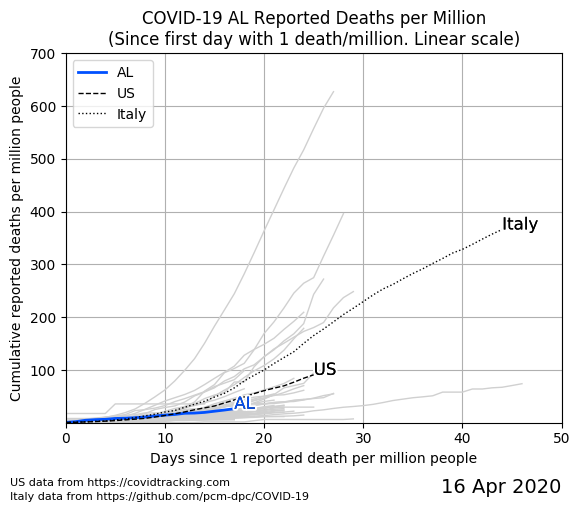 COVID-19 AL Reported Deaths per Million
(Since first day with 1 death/million. Linear scale)
700
600
500
400
300
200
100
Cumulative reported deaths per million people
AL
US
Italy
Italy
US
AL
0
10
20
30
40
50
Days since 1 reported death per million people
US data from https://covidtracking.com
Italy data from https://github.com/pcm-dpc/COVID-19
16 Apr 2020